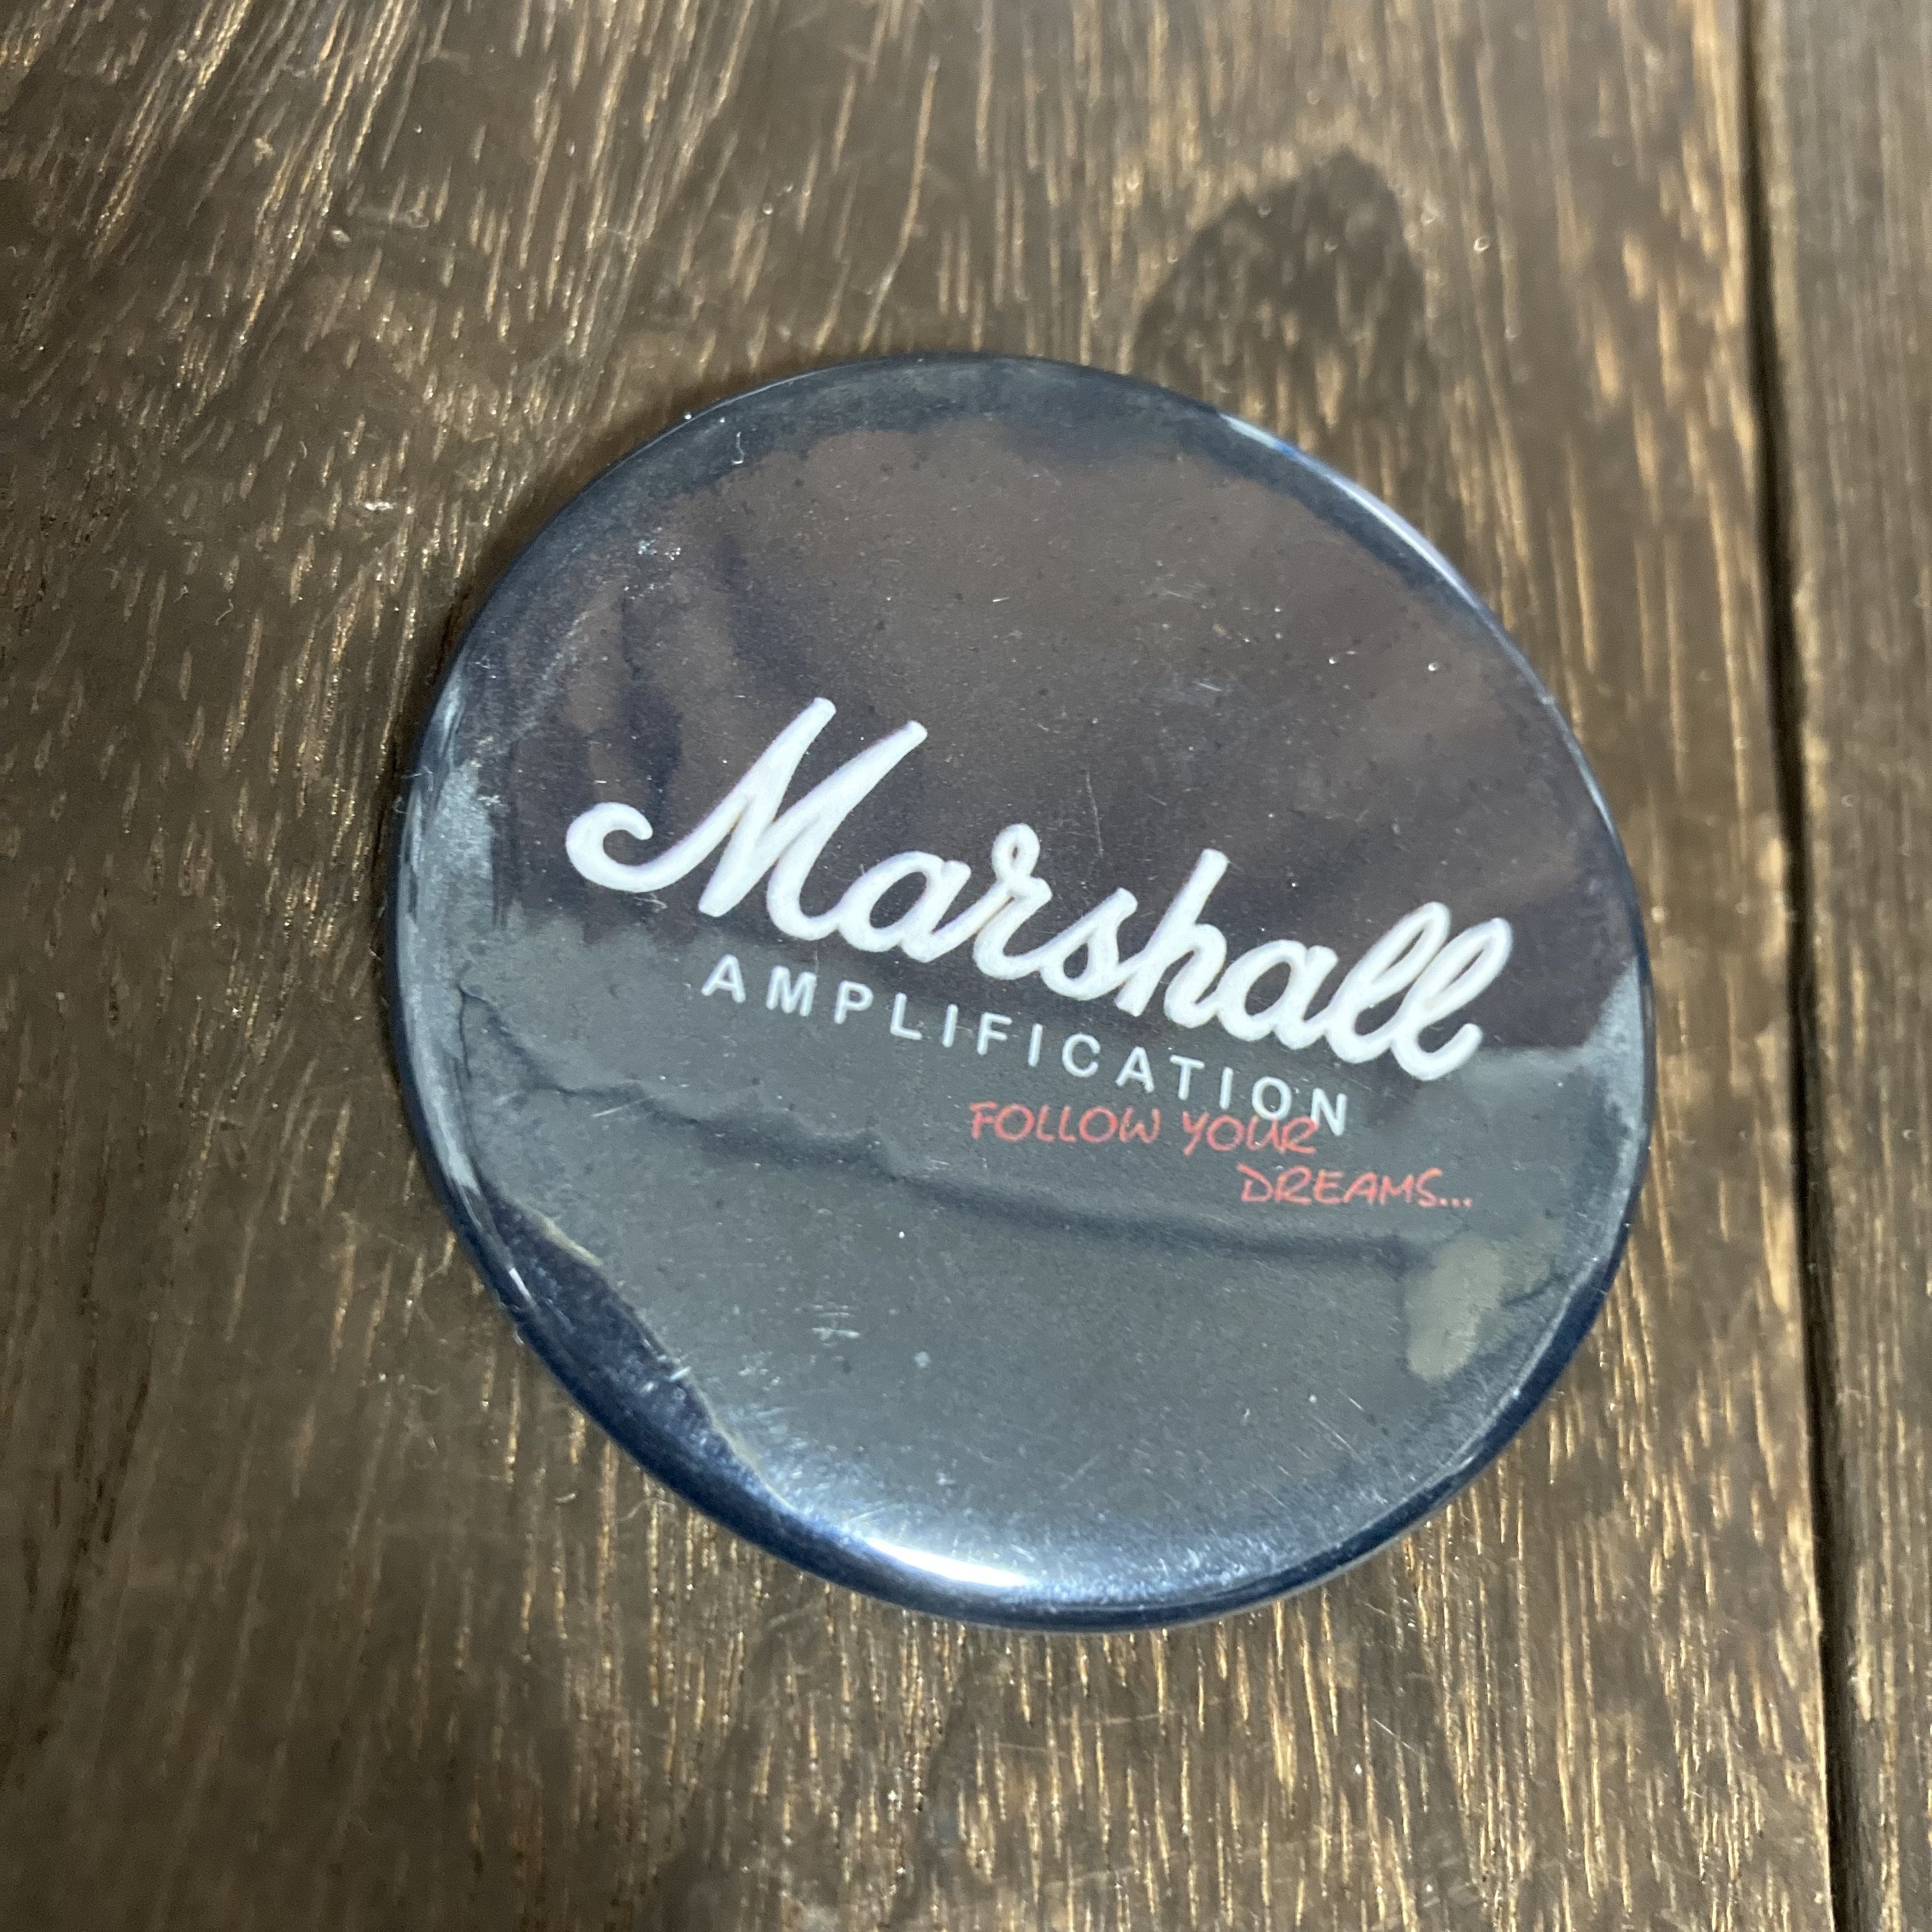 Marshall
AMPLIFICATION
FOLLOW YOUR
DREAMS...